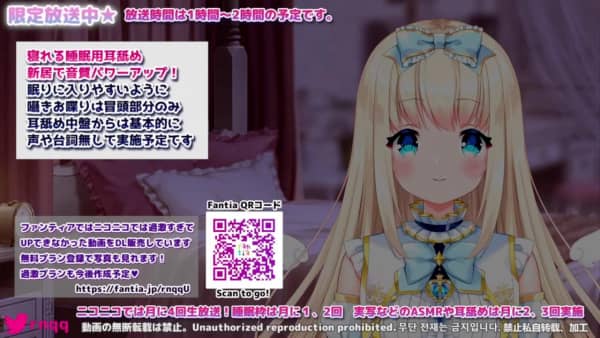 限定放送中★ 放送時間は1時間～2時間の予定です。
寝れる睡眠用耳舐め
新居で音質パワーアップ！
眠りに入りやすいように
囁きお喋りは冒頭部分のみ
耳舐め中盤からは基本的に
声や台詞無しで実施予定です
Fantia QRコード
ファンティアではニコニコでは過激すぎて
UPできなかった動画をDL販売しています
無料プラン登録で写真も見れます！
過激プランも今後作成予定♥
https://fantia.jp/rnqqU
Scan to go!
ニコニコでは月に4回生放送！睡眠枠は月に１、２回 実写などのASMRや耳舐めは月に2、3回実施
rnqq
動画の無断転載は禁止。Unauthorized reproduction prohibited. 무단 전재는 금지입니다. 禁止私自转载、加工